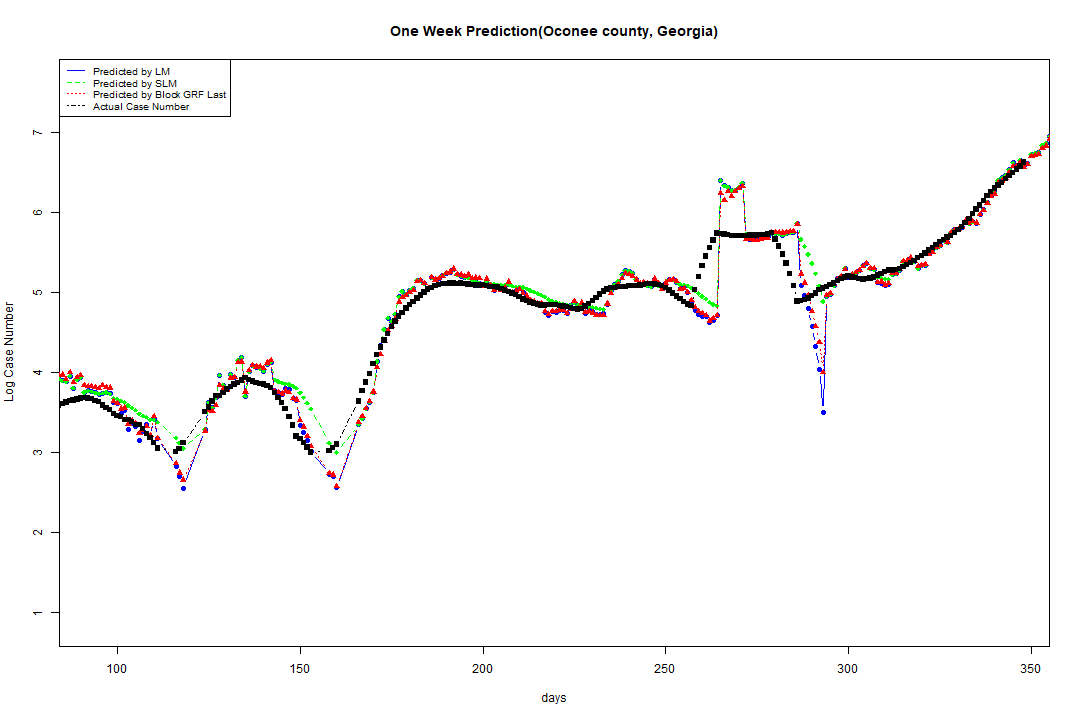 One Week Prediction(Oconee county, Georgia)
Predicted by LM
Predicted by SLM
Predicted by Block GRF Last
Actual Case Number
7
6
5
4
3
2
1
Log Case Number
100 150 200 250 300 350
days